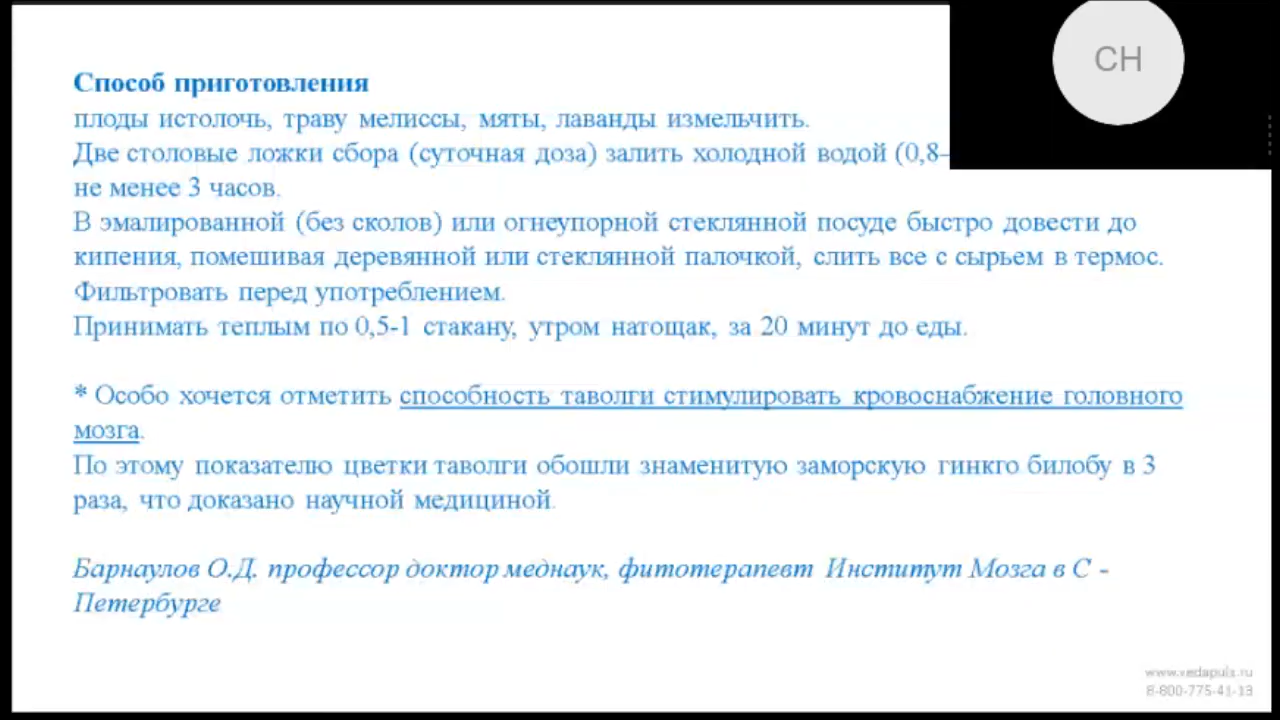 CH
Способ приготовления
плоды истолочь, траву мелиссы, мяты, лаванды измельчить.
Две столовые ложки сбора (суточная доза) залить холодной водой (0,8–
не менее 3 часов.
В эмалированной (без сколов) или огнеупорной стеклянной посуде быстро довести до
кипения, помешивая деревянной или стеклянной палочкой, слить все с сырьем в термос.
Фильтровать перед употреблением.
Принимать теплым по 0,5-1 стакану, утром натощак, за 20 минут до еды.
* Особо хочется отметить способность таволги стимулировать кровоснабжение головного
мозга.
По этому показателю цветки таволги обошли знаменитую заморскую гинкго билобу в 3
раза, что доказано научной медициной.
Барнаулов О.Д. профессор доктор меднаук, фитотерапевт Институт Мозга в С -
Петербурге
www.vedapuls.ru
8-800-775-41-13